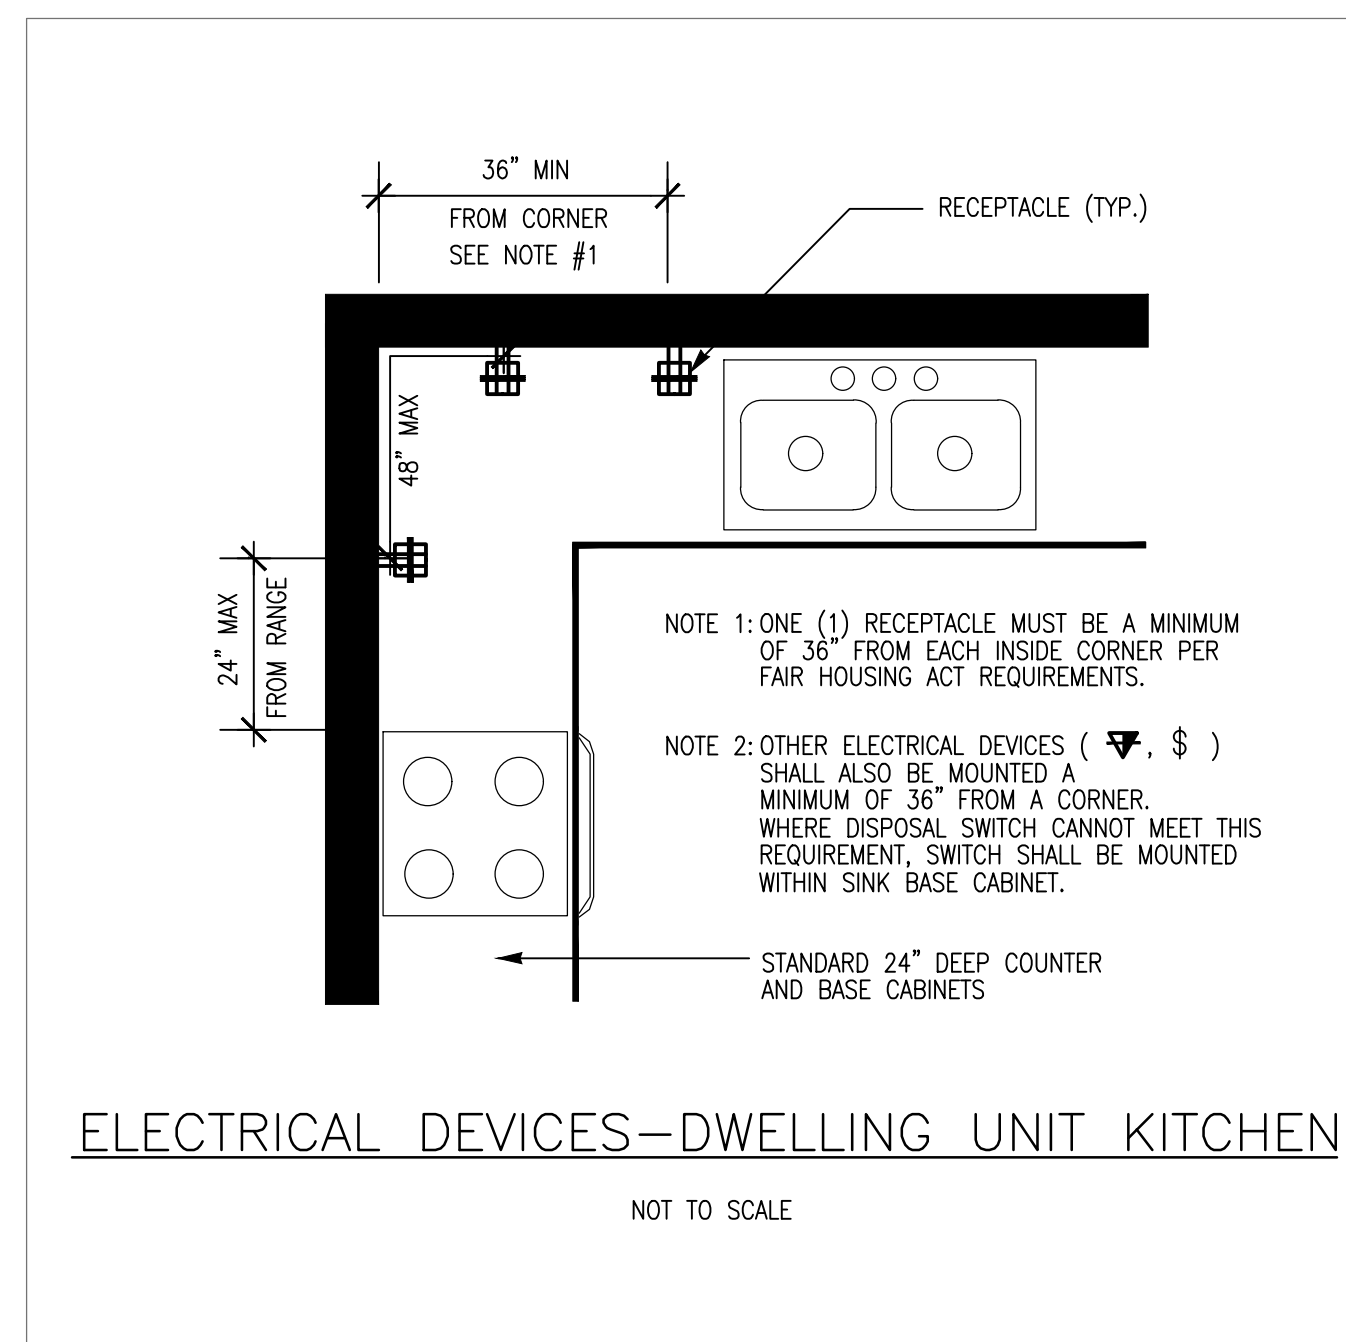 36" MIN
FROM CORNER
SEE NOTE #1
RECEPTACLE (TYP.)
48" MAX
24" MAX
FROM RANGE
NOTE 1: ONE (1) RECEPTACLE MUST BE A MINIMUM
OF 36" FROM EACH INSIDE CORNER PER
FAIR HOUSING ACT REQUIREMENTS.
NOTE 2: OTHER ELECTRICAL DEVICES ( , $ )
SHALL ALSO BE MOUNTED A
MINIMUM OF 36" FROM A CORNER.
WHERE DISPOSAL SWITCH CANNOT MEET THIS
REQUIREMENT, SWITCH SHALL BE MOUNTED
WITHIN SINK BASE CABINET.
STANDARD 24" DEEP COUNTER
AND BASE CABINETS
ELECTRICAL DEVICES-DWELLING UNIT KITCHEN
NOT TO SCALE